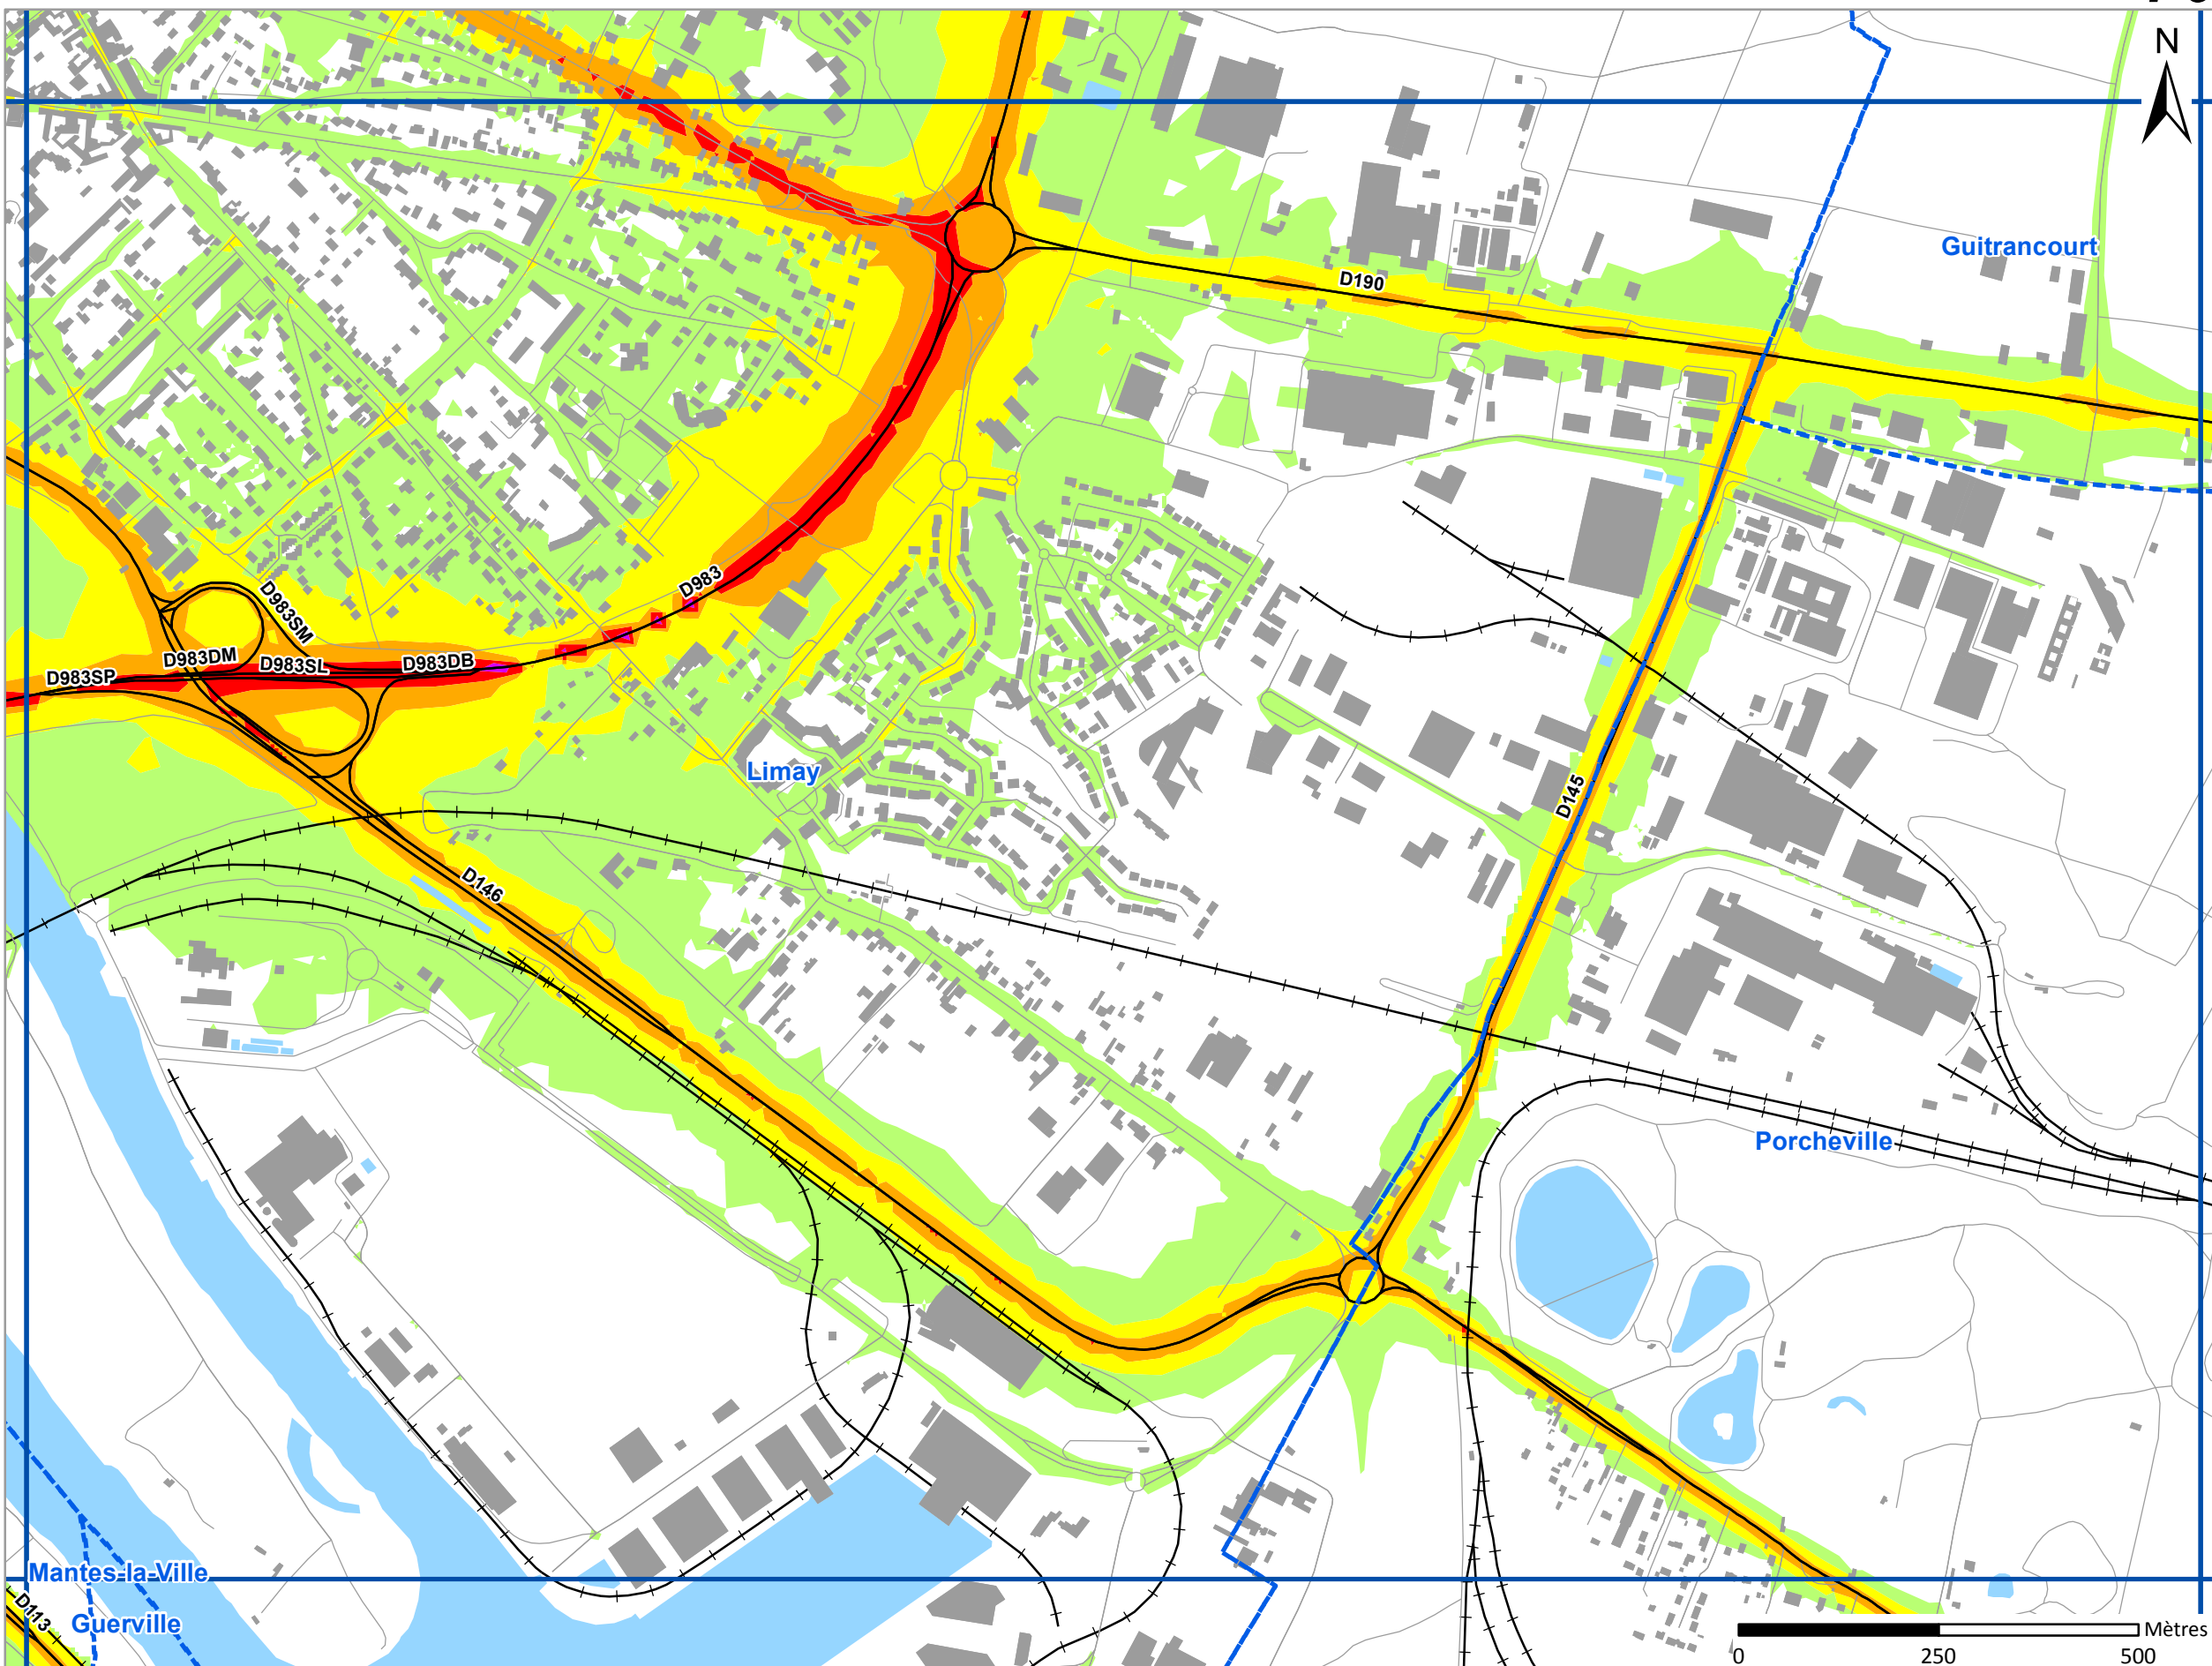 N
Guitrancourt
D190
D983
D983SM
D983DM
D983SL
D983DB
D983SP
Limay
D145
D146
Porcheville
Mantes-la-Ville
D113
Guerville
Mètres
0 250 500